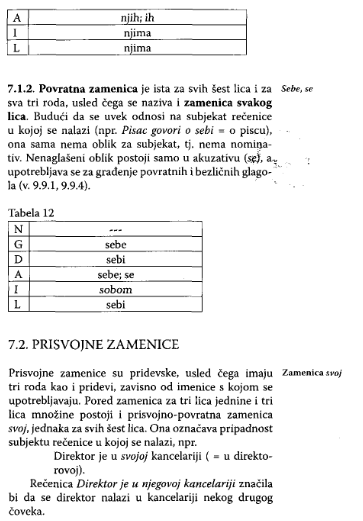 A njih; ih
I njima
L njima
7.1.2. Povratna zamenica je ista za svih šest lica i za
sva tri roda, usled čega se naziva i zamenica svakog
lica. Budući da se uvek odnosi na subjekat rečenice
u kojoj se nalazi (npr. Pisac govori o sebi = o piscu),
ona sama nema oblik za subjekat, tj. nema nomina-
tiv. Nenaglašeni oblik postoji samo u akuzativu (se), a
upotrebljava se za građenje povratnih i bezličnih glago-
la (v. 9.9.1, 9.9.4).
Sebe, se
Tabela 12
N ---
G sebe
D sebi
A sebe; se
I sobom
L sebi
7.2. PRISVOJNE ZAMENICE
Prisvojne zamenice su pridevske, usled čega imaju
tri roda kao i pridevi, zavisno od imenice s kojom se
upotrebljavaju. Pored zamenica za tri lica jednine i tri
lica množine postoji i prisvojno-povratna zamenica
svoj, jednaka za svih šest lica. Ona označava pripadnost
subjektu rečenice u kojoj se nalazi, npr.
Zamenica svoj
Direktor je u svojoj kancelariji ( = u direkto-
rovoj).
Rečenica Direktor je u njegovoj kancelariji značila
bi da se direktor nalazi u kancelariji nekog drugog
čoveka.